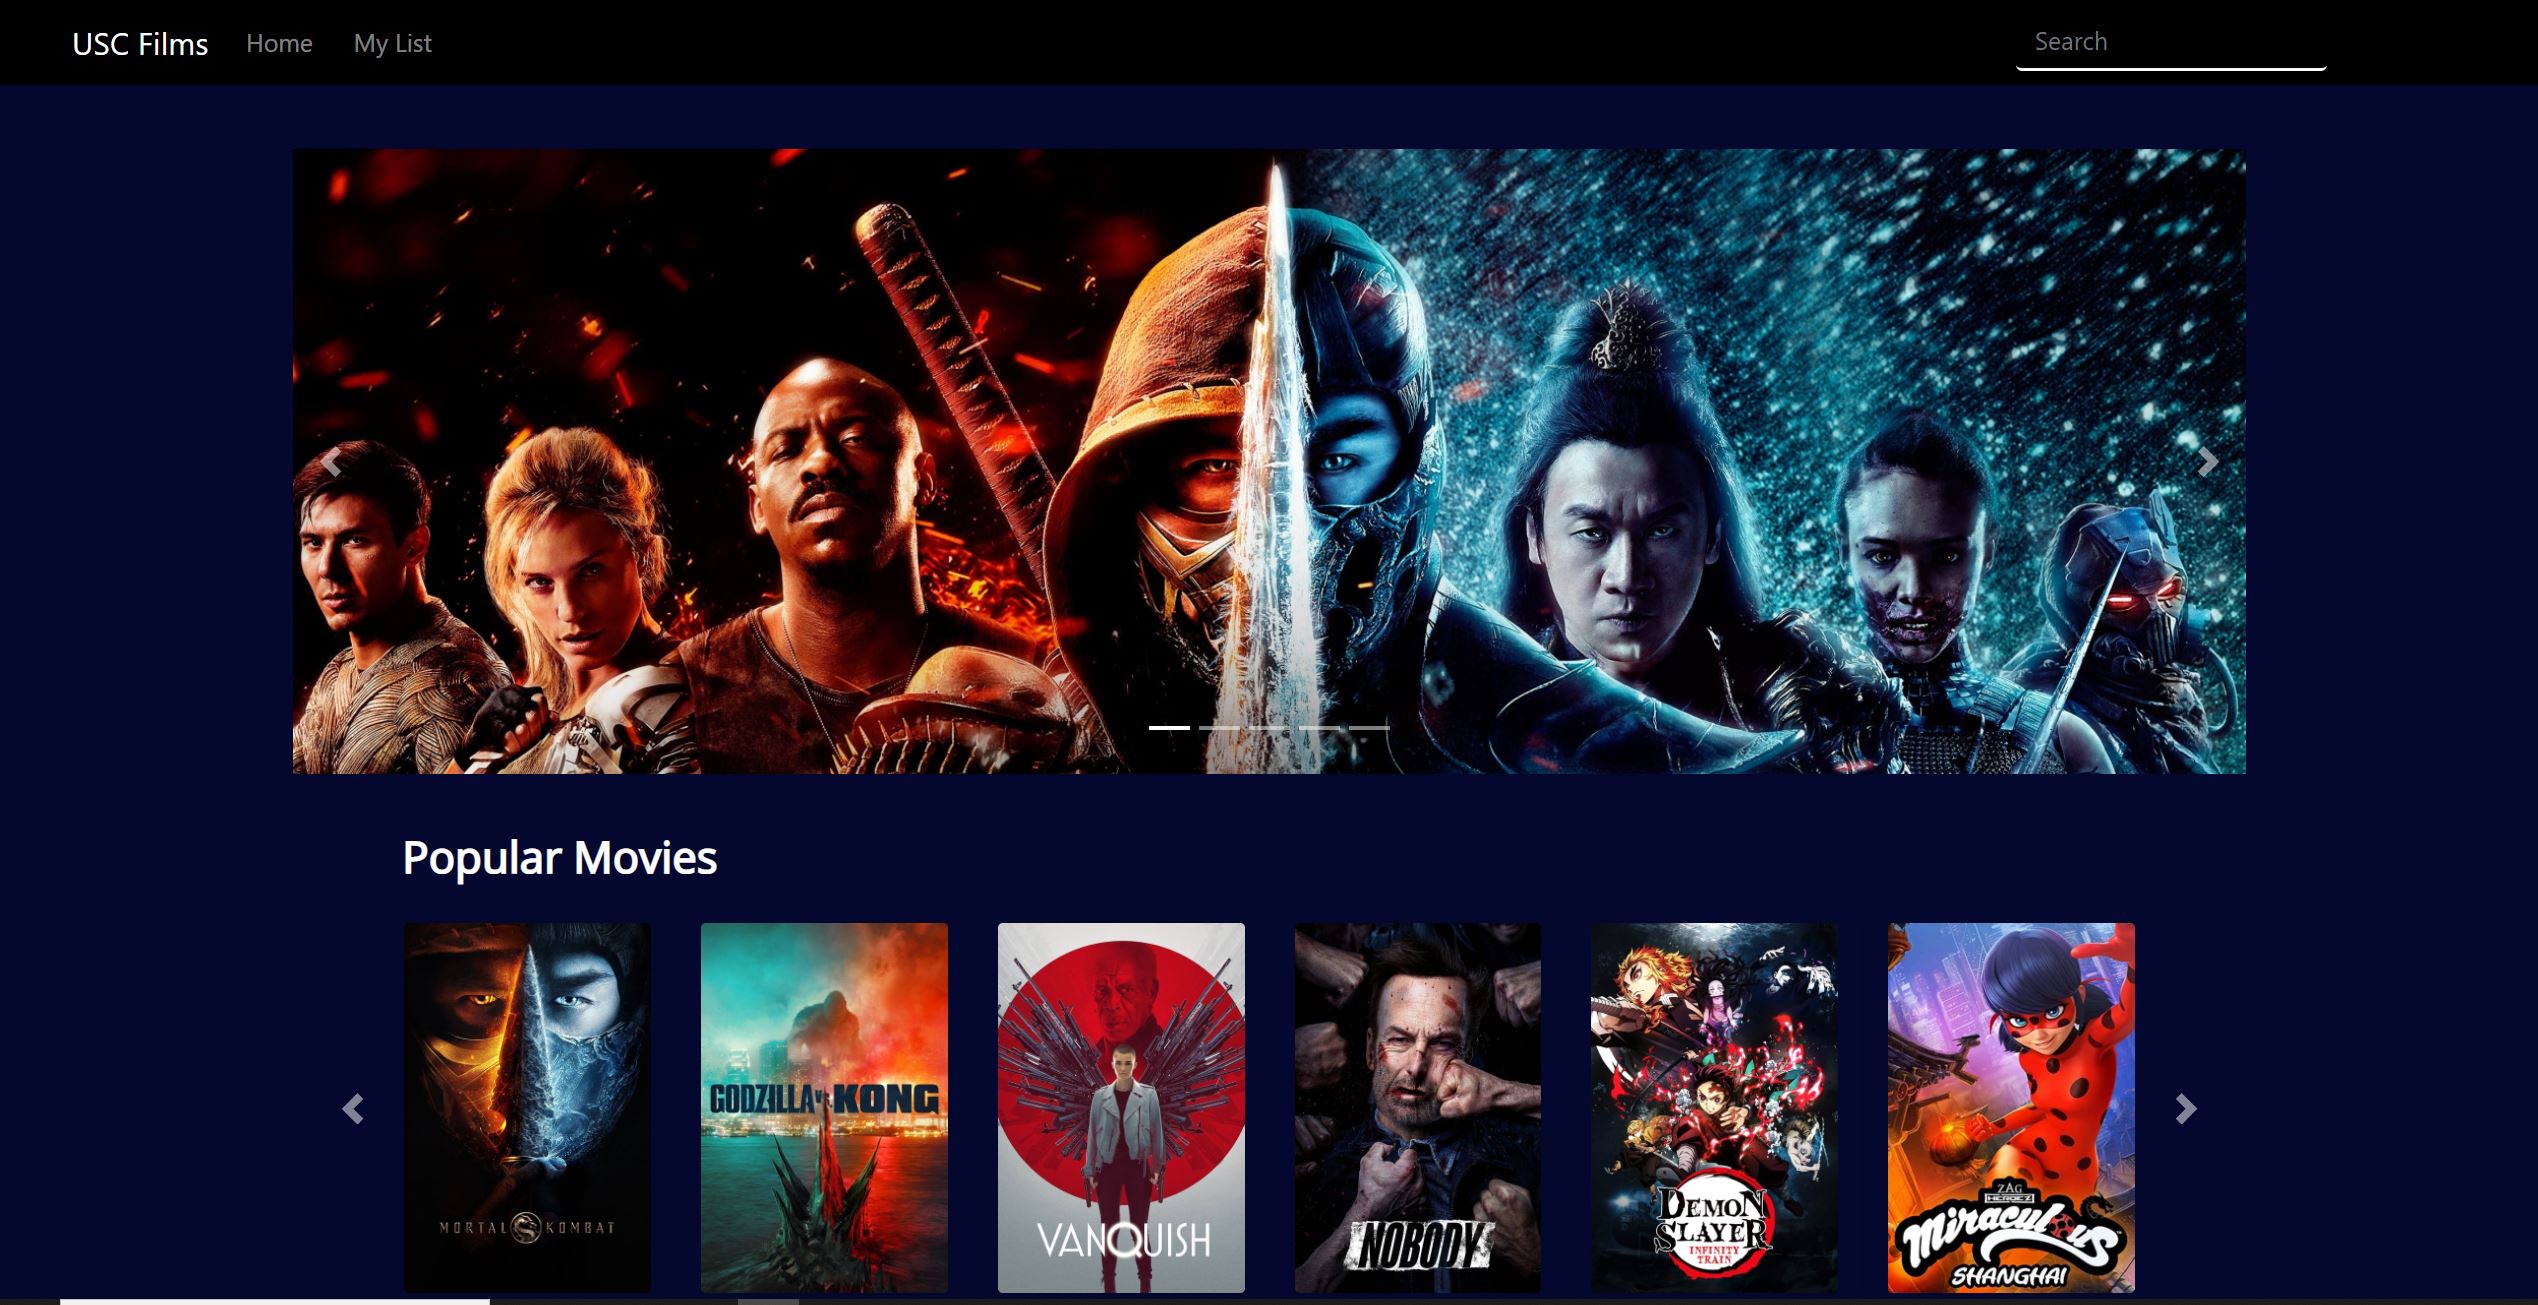 USC Films
Home
My List
Search
Popular Movies
MORTAL KOMBAT
GODZILLA vs. KONG
VANQUISH
NOBODY
DEMON
SLAYER
INFINITY
TRAIN
ZAG
HEROEZ
Miraculous
SHANGHAI